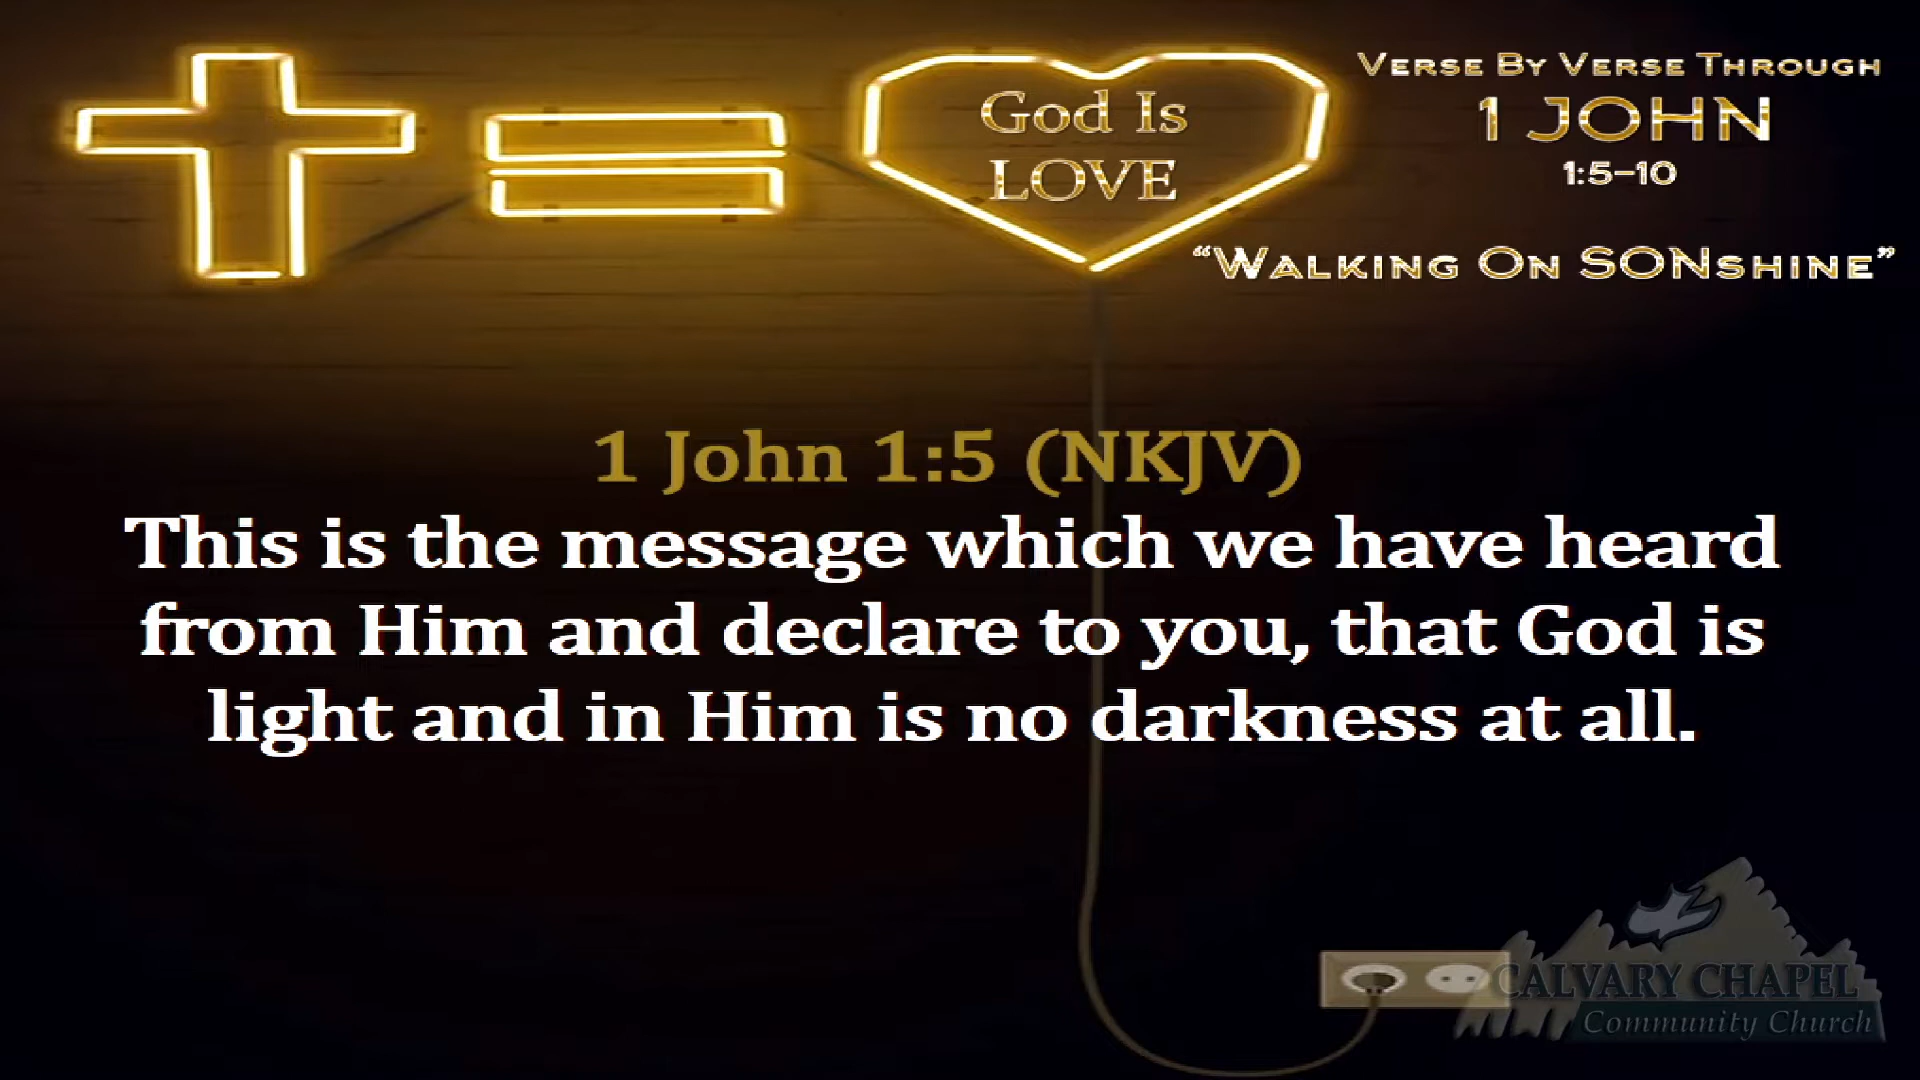 God Is
LOVE
VERSE BY VERSE THROUGH
1 JOHN
1:5–10
“WALKING ON SONSHINE”
1 John 1:5 (NKJV)
This is the message which we have heard
from Him and declare to you, that God is
light and in Him is no darkness at all.
CALVARY CHAPEL
Community Church